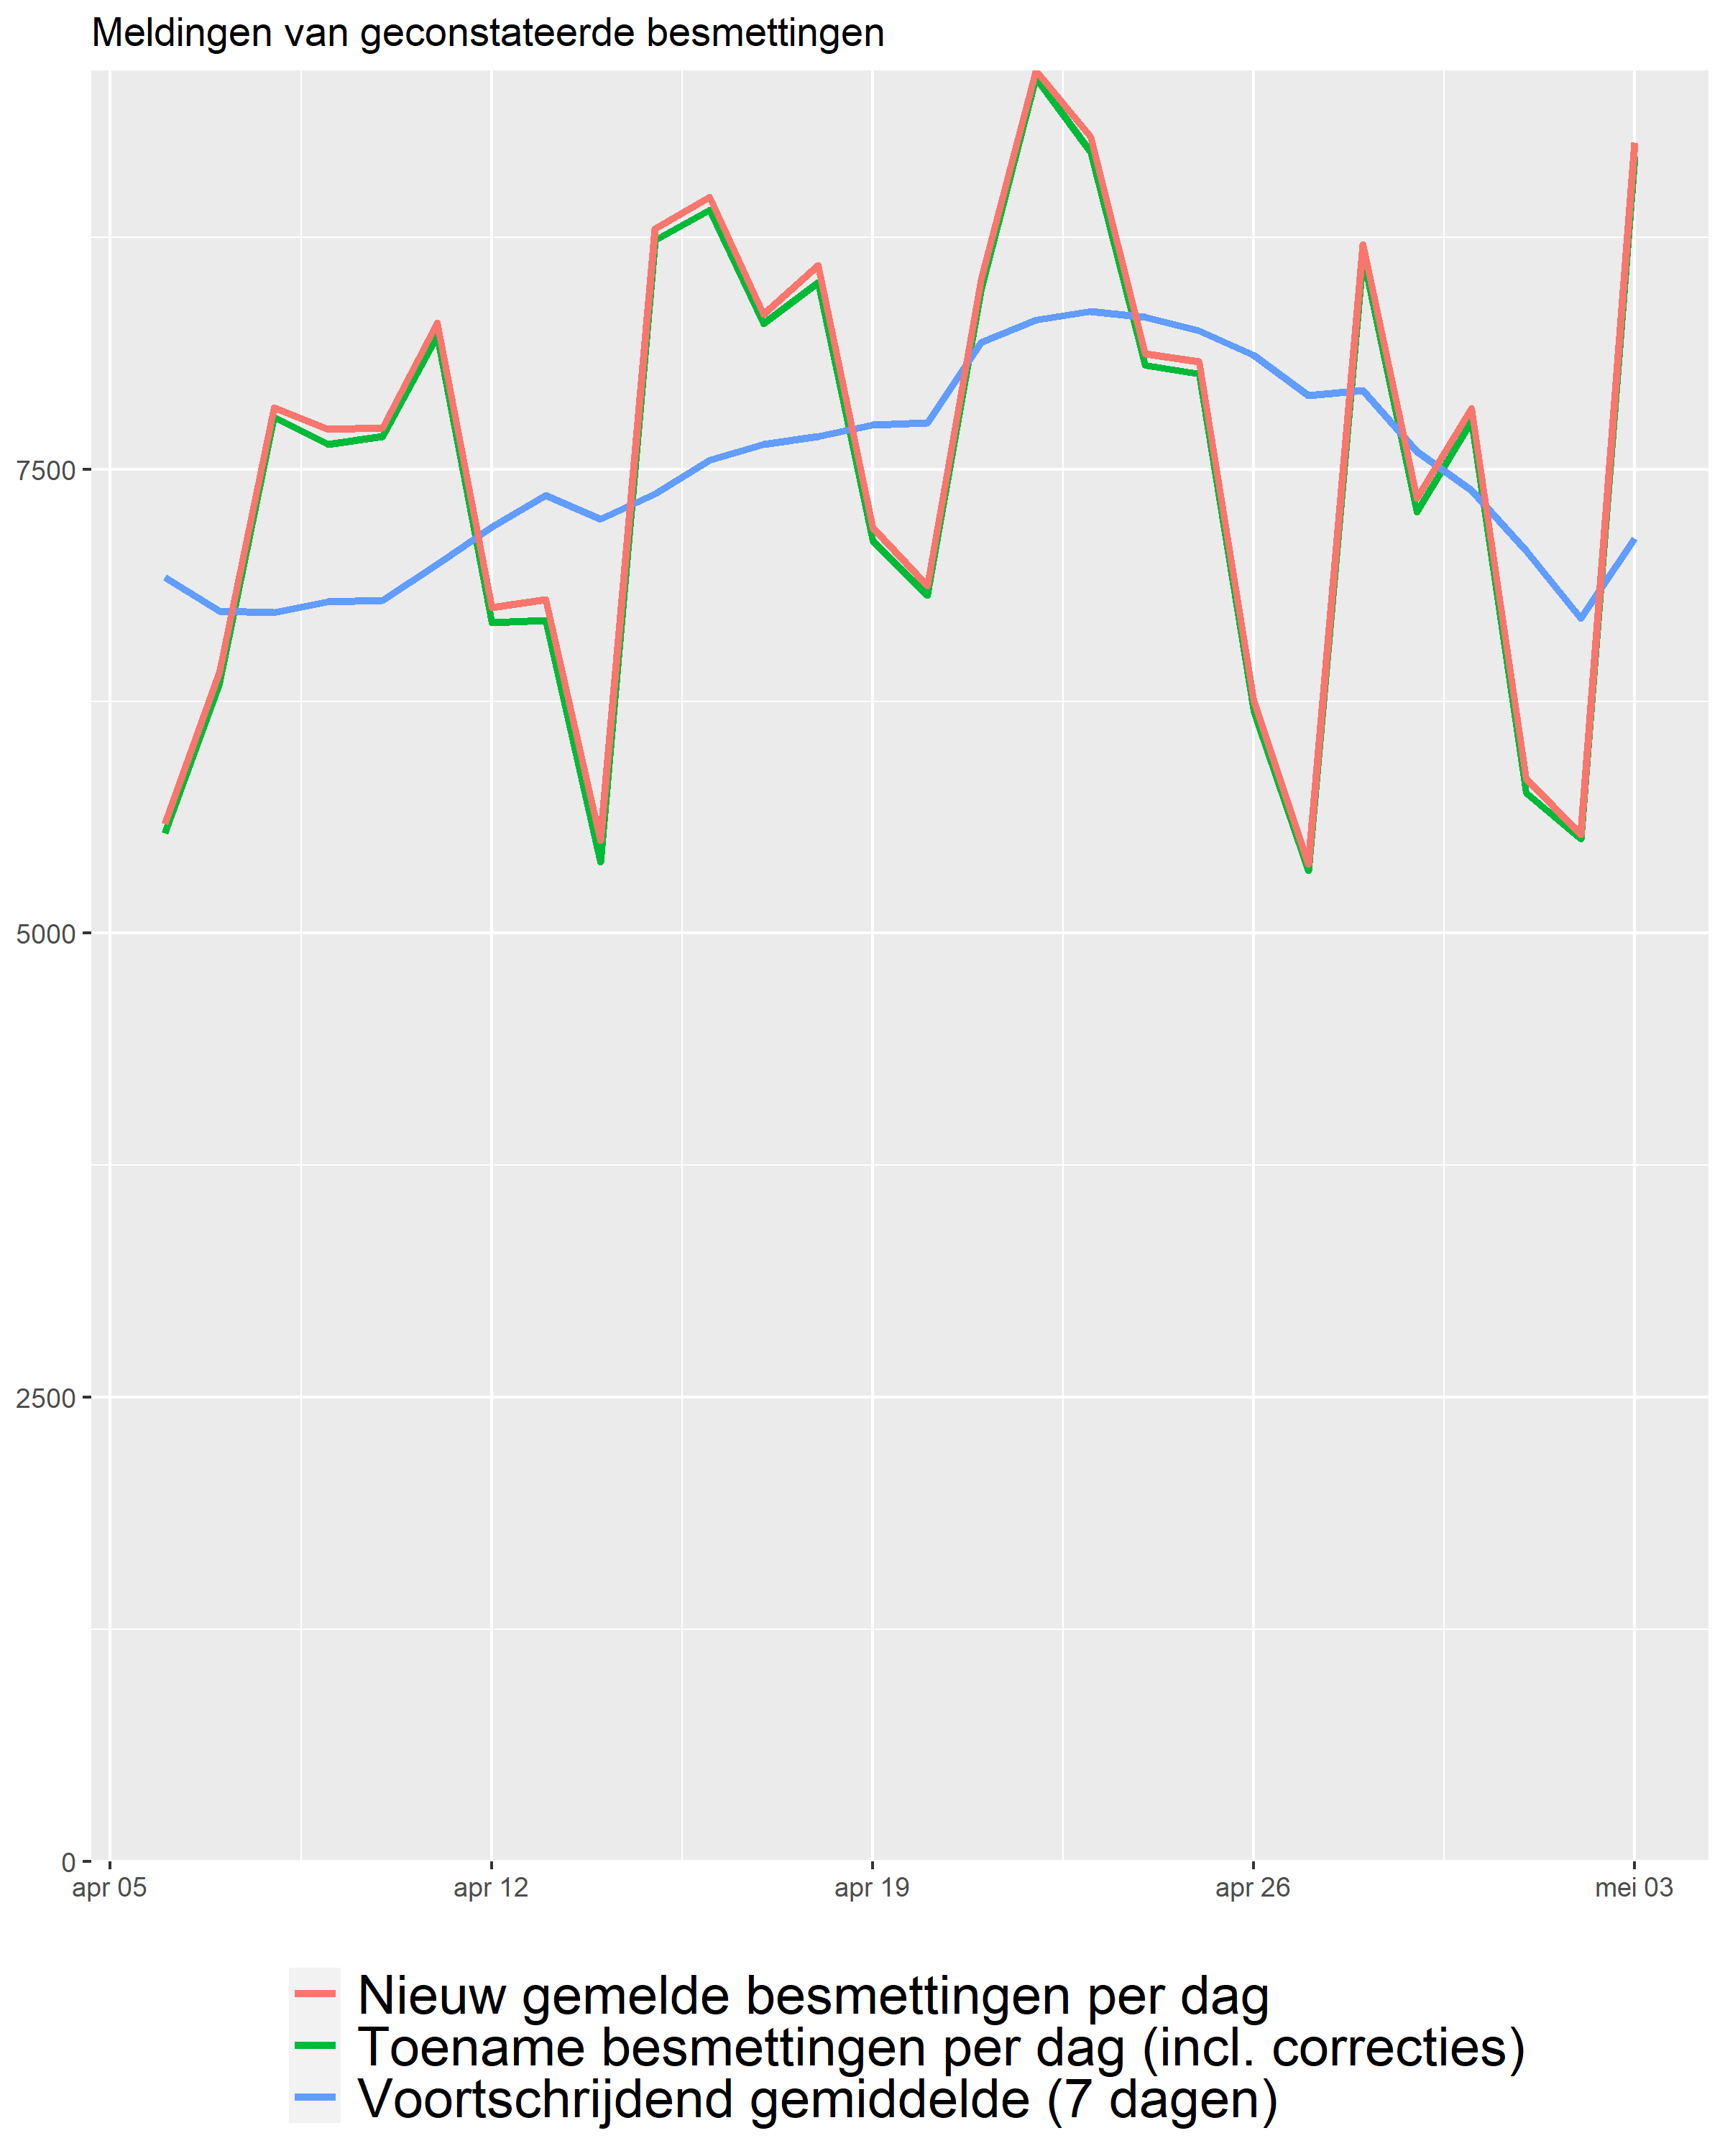 Meldingen van geconstateerde besmettingen
7500
5000
2500
0
apr 05
apr 12
apr 19
apr 26
mei 03
Nieuw gemelde besmettingen per dag
Toename besmettingen per dag (incl. correcties)
Voortschrijdend gemiddelde (7 dagen)